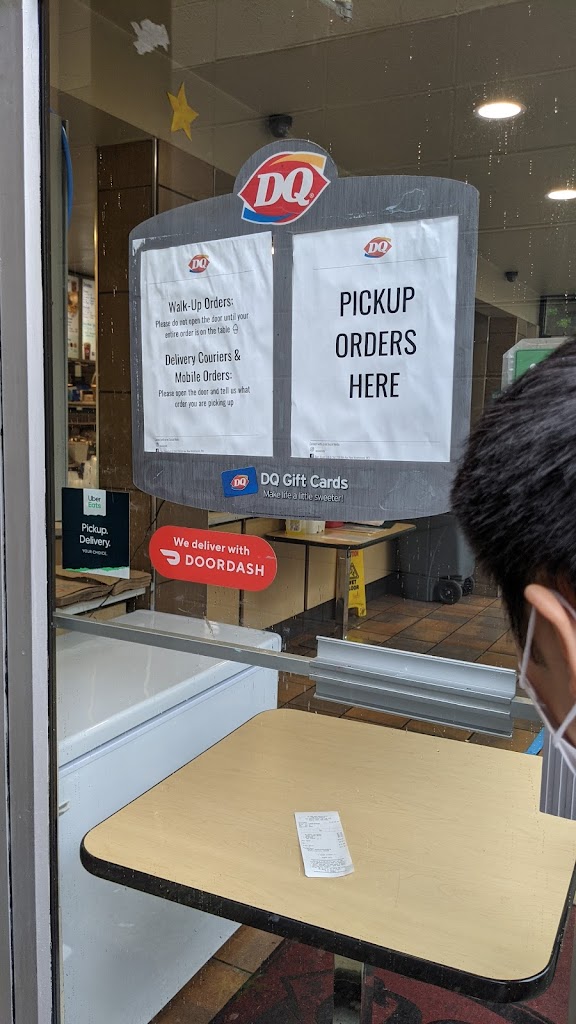 DQ
DQ
Walk-Up Orders:
Please do not open the door until your
entire order is on the table
Delivery Couriers &
Mobile Orders:
Please open the door and tell us what
order you are picking up
DQ
PICKUP
ORDERS
HERE
DQ
DQ Gift Cards
Make life a little sweeter!
Uber
Eats
Pickup.
Delivery.
YOUR CHOICE.
We deliver with
DOORDASH